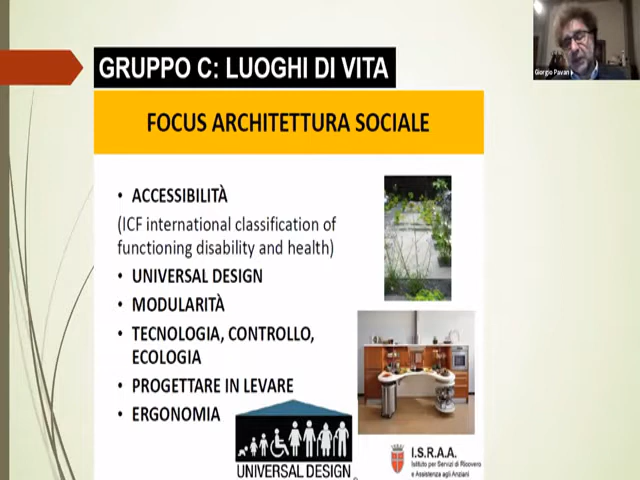 GRUPPO C: LUOGHI DI VITA
Giorgio Pavan
FOCUS ARCHITETTURA SOCIALE
• ACCESSIBILITÀ
(ICF international classification of
functioning disability and health)
• UNIVERSAL DESIGN
• MODULARITÀ
• TECNOLOGIA, CONTROLLO,
ECOLOGIA
• PROGETTARE IN LEVARE
• ERGONOMIA
UNIVERSAL DESIGN
I.S.R.A.A.
Istituto per Servizi di Ricovero
e Assistenza agli Anziani